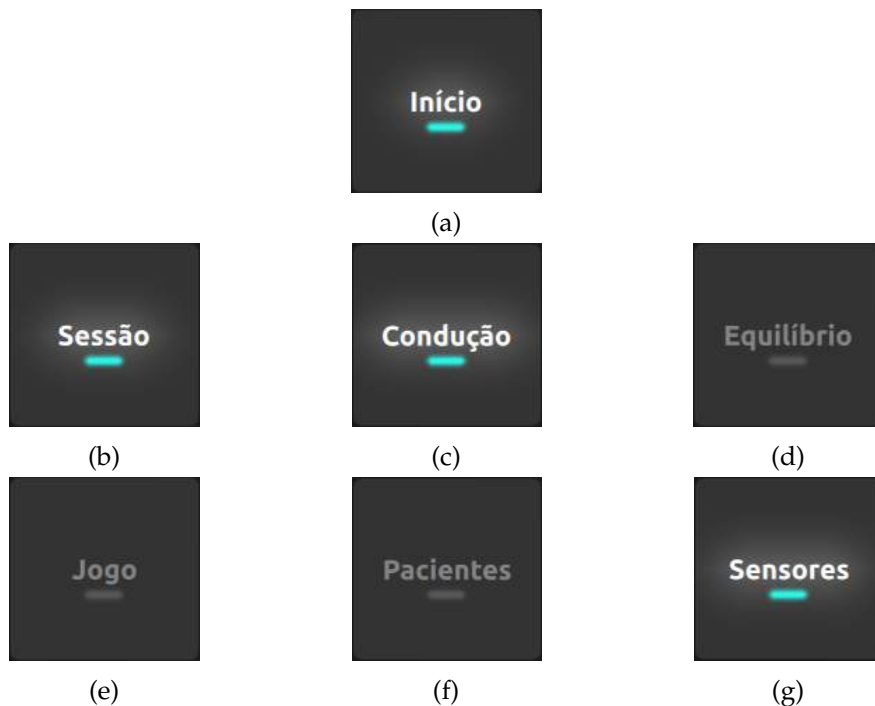 Início
(a)
Sessão Condução Equilíbrio
(b) (c) (d)
Jogo Pacientes Sensores
(e) (f) (g)